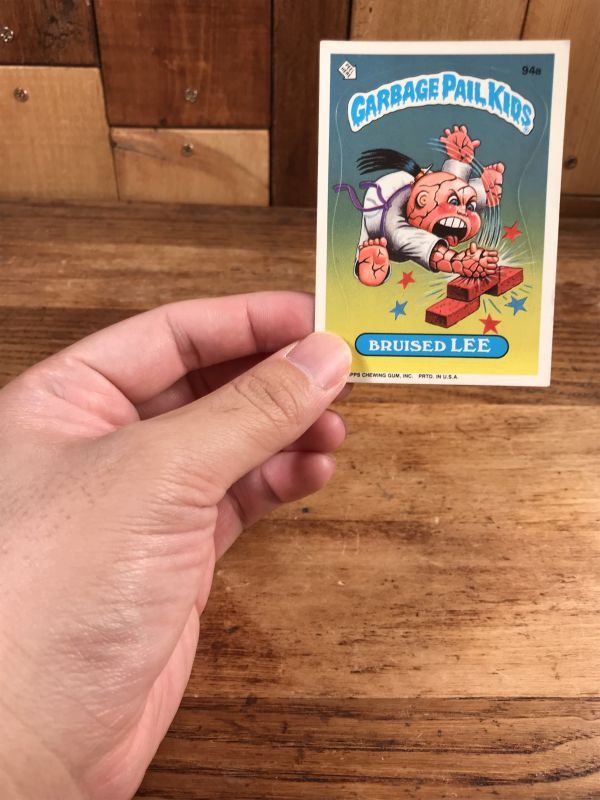 94a
GARBAGE PAIL KIDS
BRUISED LEE
PPS CHEWING GUM, INC. PRTD. IN U.S.A.